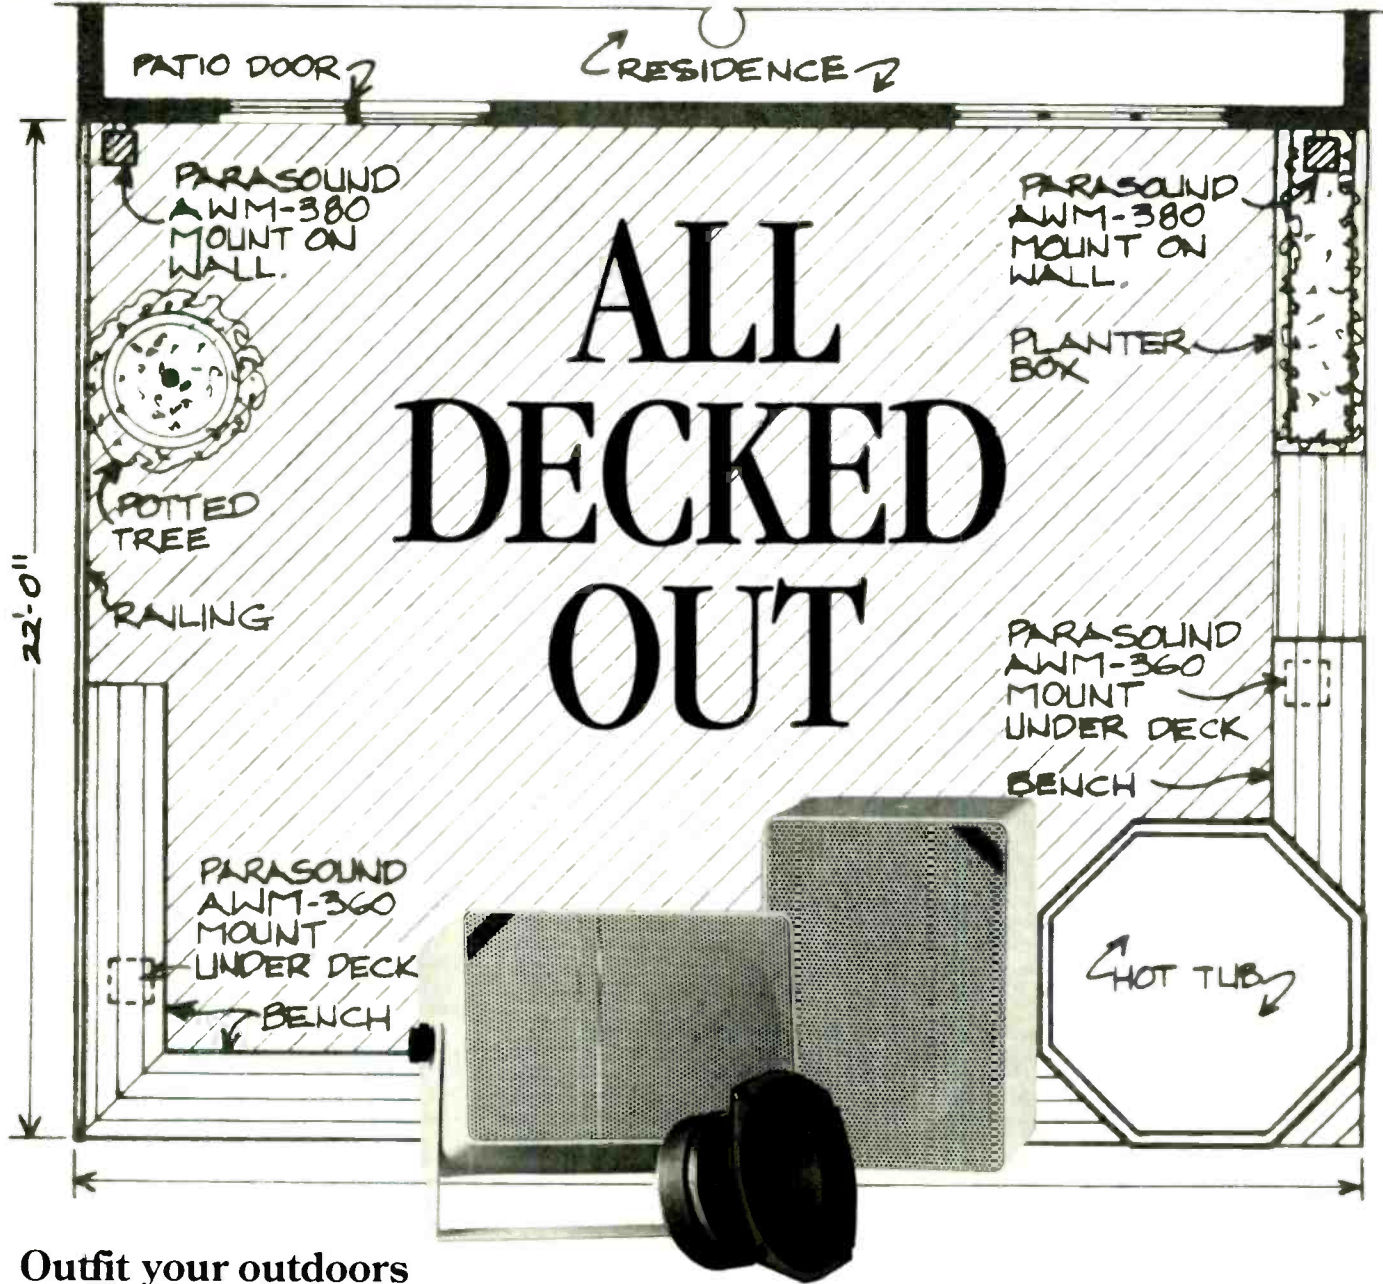 PATIO DOOR
RESIDENCE
PARASOUND
AWM-380
MOUNT ON
WALL.
PARASOUND
AWM-380
MOUNT ON
WALL.
ALL
DECKED
OUT
PLANTER
BOX
POTTED
TREE
RAILING
22'-0"
PARASOUND
AWM-360
MOUNT
UNDER DECK
BENCH
PARASOUND
AWM-360
MOUNT
UNDER DECK
BENCH
HOT TUB
Outfit your outdoors